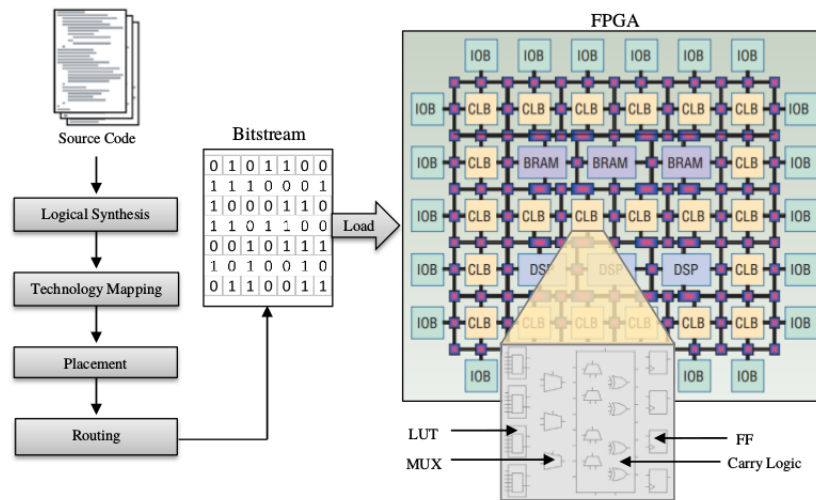 FPGA
Source Code
Logical Synthesis
Technology Mapping
Placement
Routing
Bitstream
0 1 0 1 1 0 0
1 1 1 0 0 0 1
1 0 0 0 1 1 0
1 1 0 1 1 0 0
0 0 1 0 1 1 1
1 0 1 0 0 1 0
0 1 1 0 0 1 1
Load
IOB IOB IOB IOB IOB IOB
IOB CLB CLB CLB CLB CLB CLB IOB
IOB CLB BRAM BRAM BRAM CLB IOB
IOB CLB CLB CLB CLB CLB CLB IOB
IOB CLB DSP DSP DSP CLB IOB
IOB CLB CLB CLB CLB CLB CLB IOB
IOB IOB IOB
LUT
MUX
FF
Carry Logic